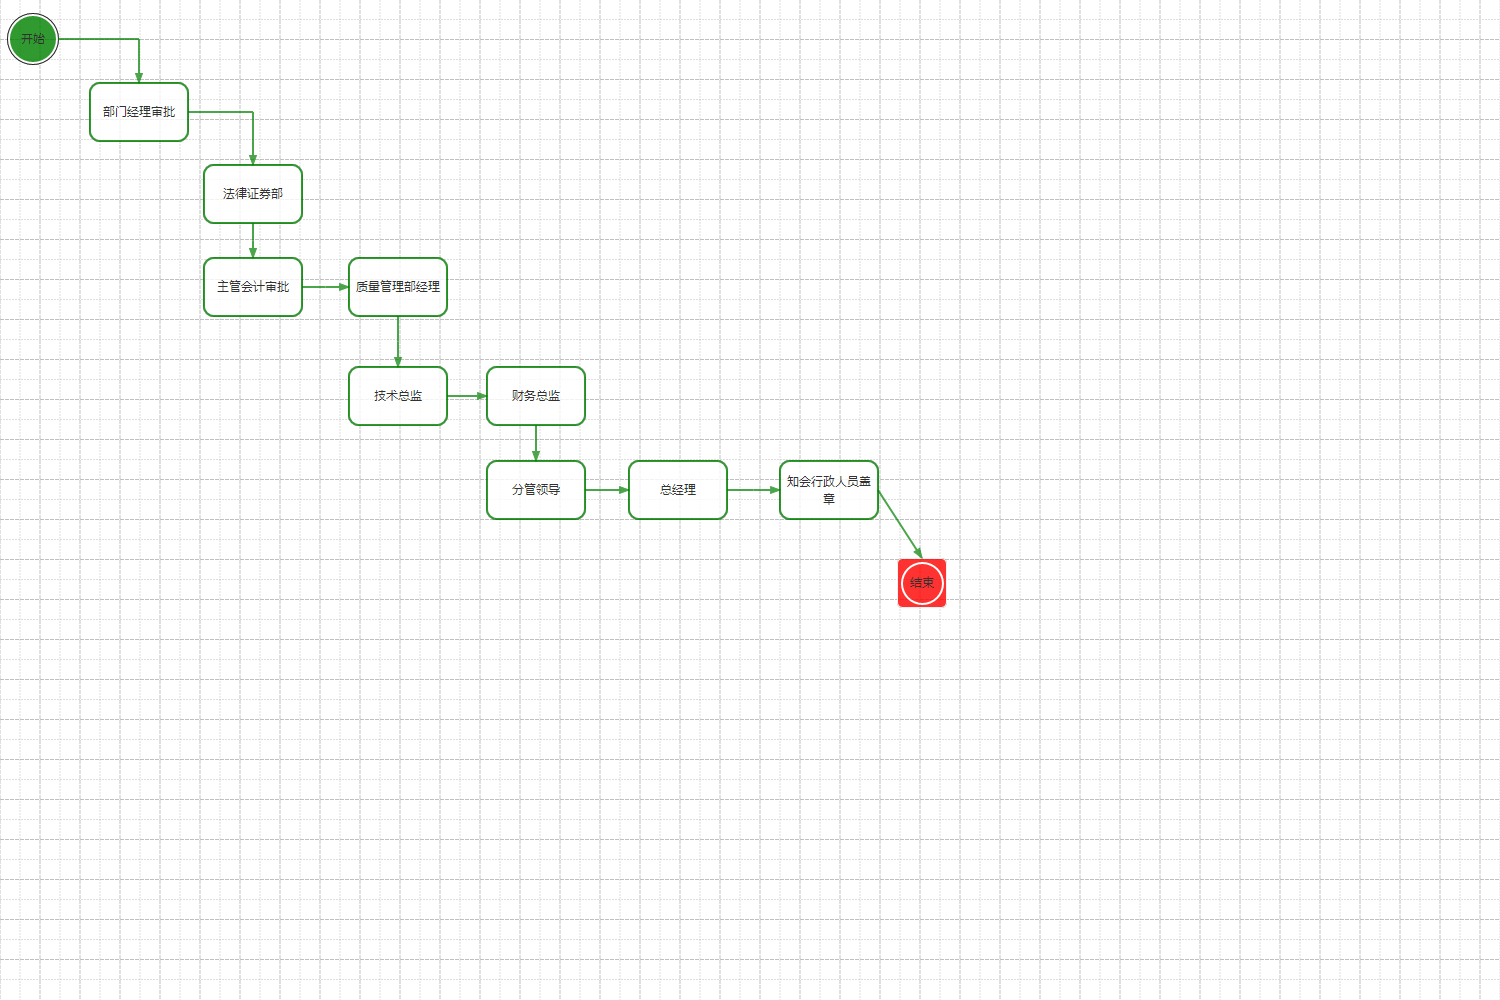 开始
部门经理审批
法律证券部
主管会计审批
质量管理部经理
技术总监
财务总监
分管领导
总经理
知会行政人员盖
章
结束